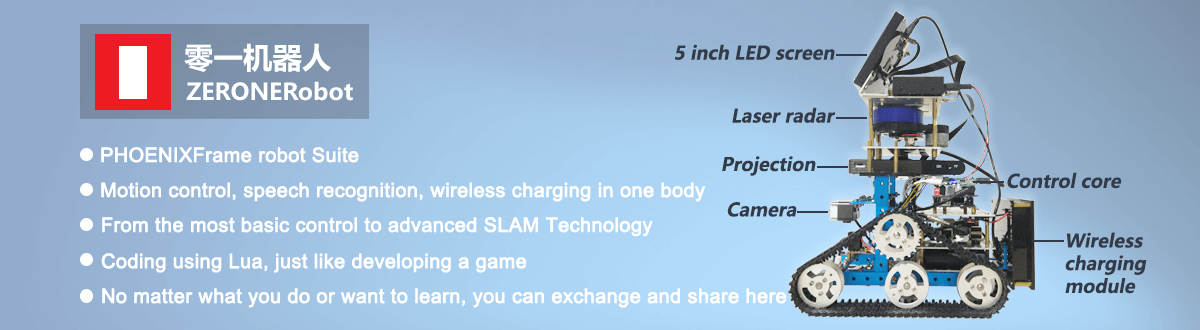 零一机器人
ZERONERobot
PHOENIXFrame robot Suite
Motion control, speech recognition, wireless charging in one body
From the most basic control to advanced SLAM Technology
Coding using Lua, just like developing a game
No matter what you do or want to learn, you can exchange and share here
5 inch LED screen
Laser radar
Projection
Camera
Control core
Wireless
charging
module